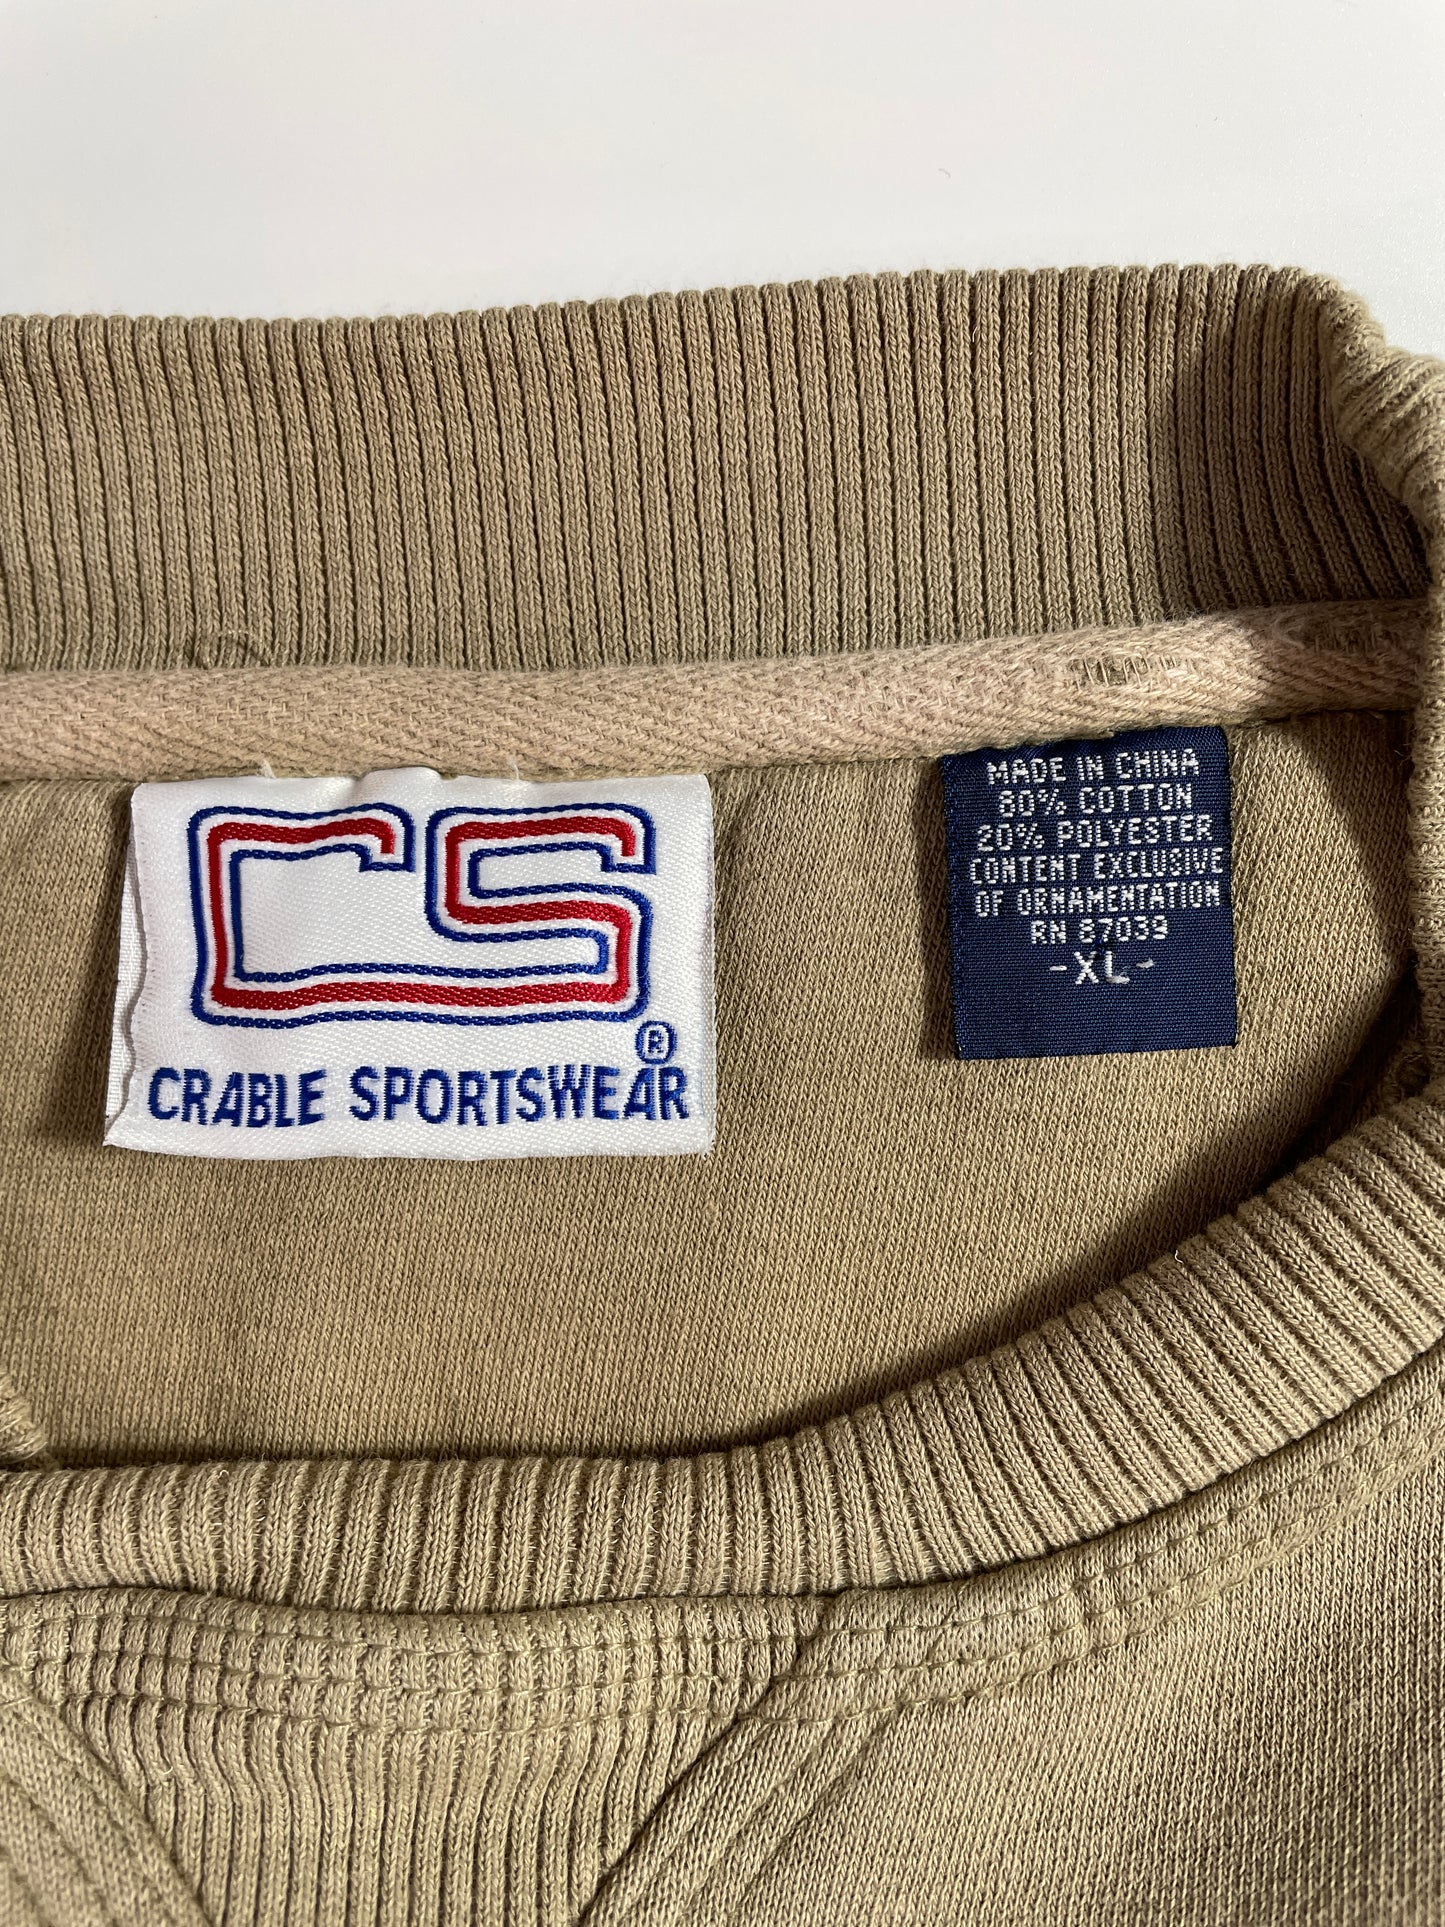 CS
®
CRABLE SPORTSWEAR
MADE IN CHINA
80% COTTON
20% POLYESTER
CONTENT EXCLUSIVE
OF ORNAMENTATION
RN 87039
-XL-